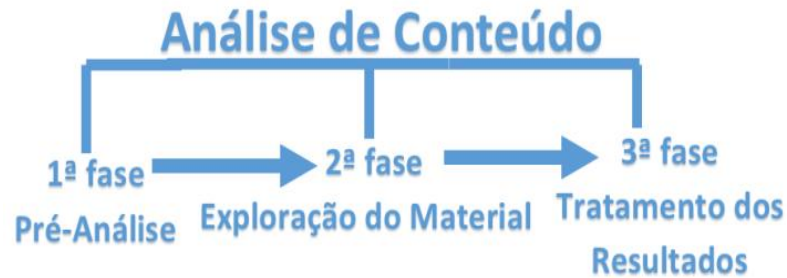 Análise de Conteúdo
1ª fase
Pré-Análise
2ª fase
Exploração do Material
3ª fase
Tratamento dos
Resultados